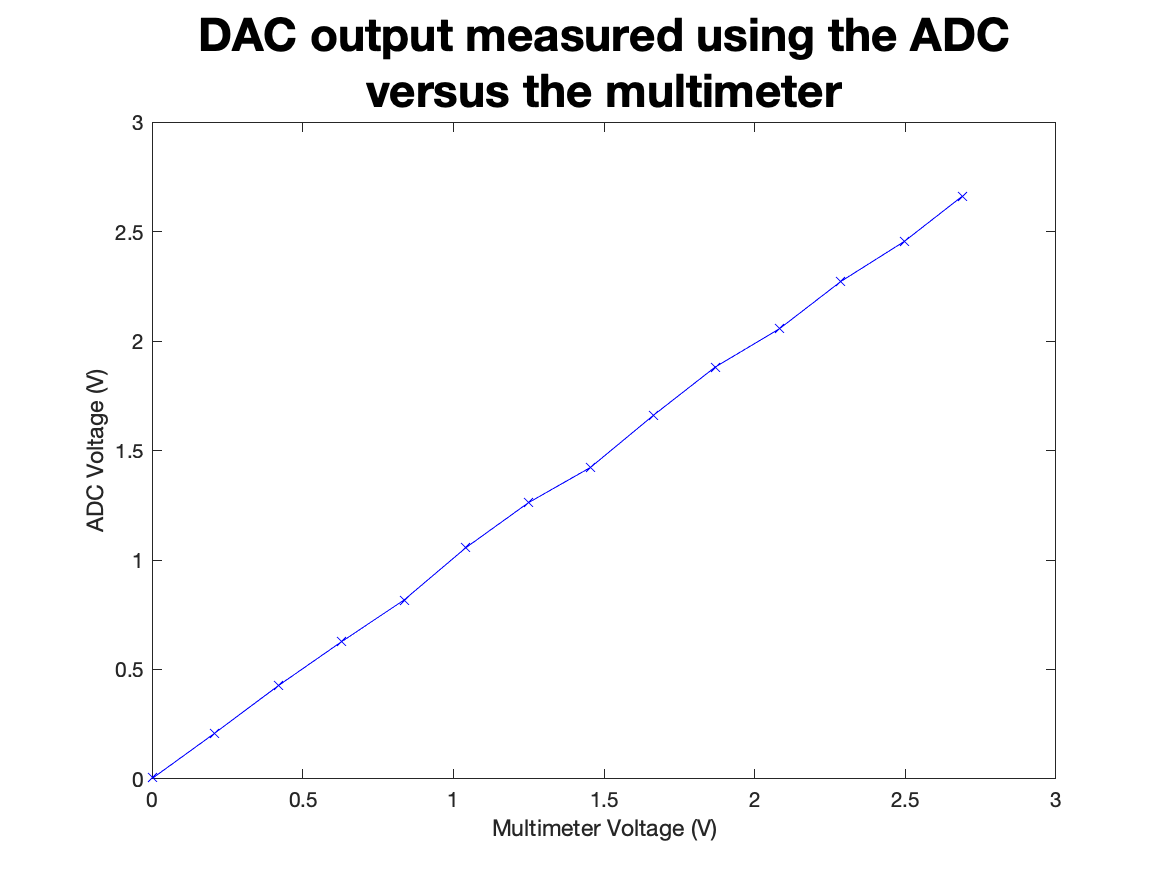 DAC output measured using the ADC
versus the multimeter
3
2.5
2
1.5
1
0.5
0
ADC Voltage (V)
0 0.5 1 1.5 2 2.5 3
Multimeter Voltage (V)